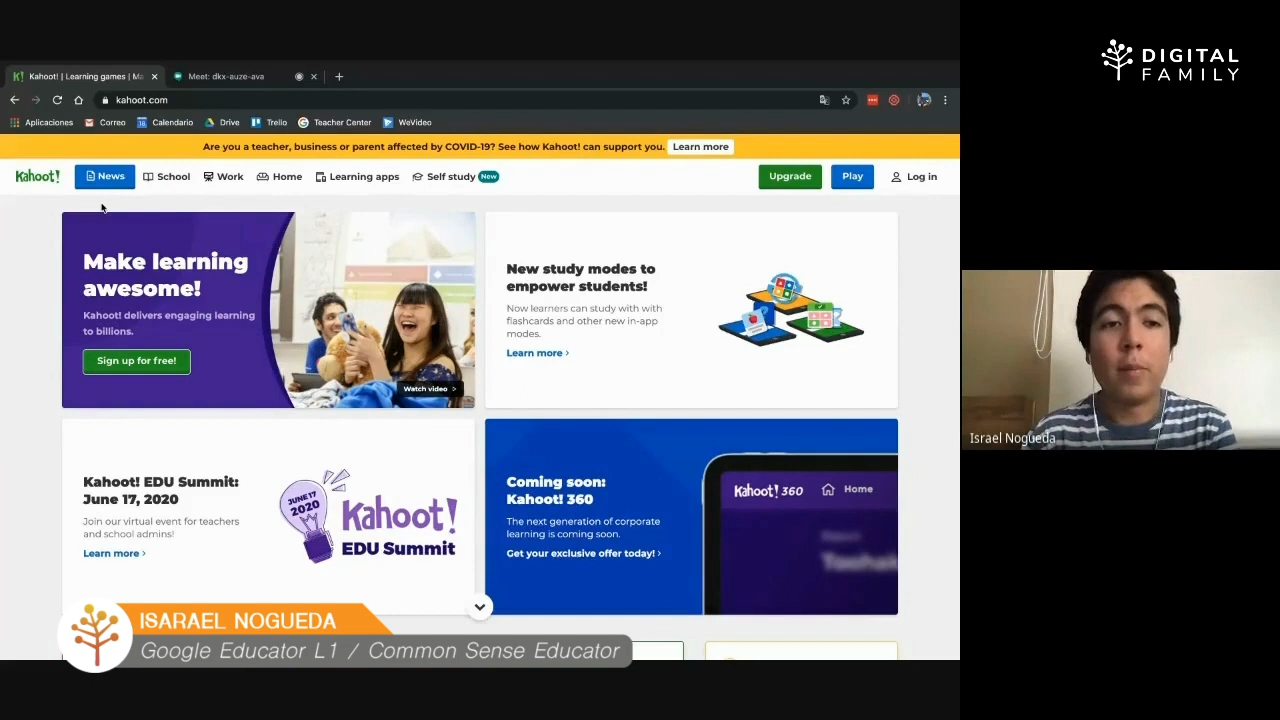 DIGITAL
FAMILY
Kahoot! | Learning games | Ma
Meet: dkx-auze-ava
kahoot.com
Aplicaciones
Correo
Calendario
Drive
Trello
Teacher Center
WeVideo
Are you a teacher, business or parent affected by COVID-19? See how Kahoot! can support you. Learn more
Kahoot! News School Work Home Learning apps Self study New Upgrade Play Log in
Make learning
awesome!
Kahoot! delivers engaging learning
to billions.
Sign up for free!
Watch video >
New study modes to
empower students!
Now learners can study with with
flashcards and other new in-app
modes.
Learn more ›
Kahoot! EDU Summit:
June 17, 2020
Join our virtual event for teachers
and school admins!
Learn more ›
JUNE 17
2020
Kahoot!
EDU Summit
Coming soon:
Kahoot! 360
The next generation of corporate
learning is coming soon.
Get your exclusive offer today! ›
Kahoot! 360 Home
Israel Nogueda
ISARAEL NOGUEDA
Google Educator L1 / Common Sense Educator